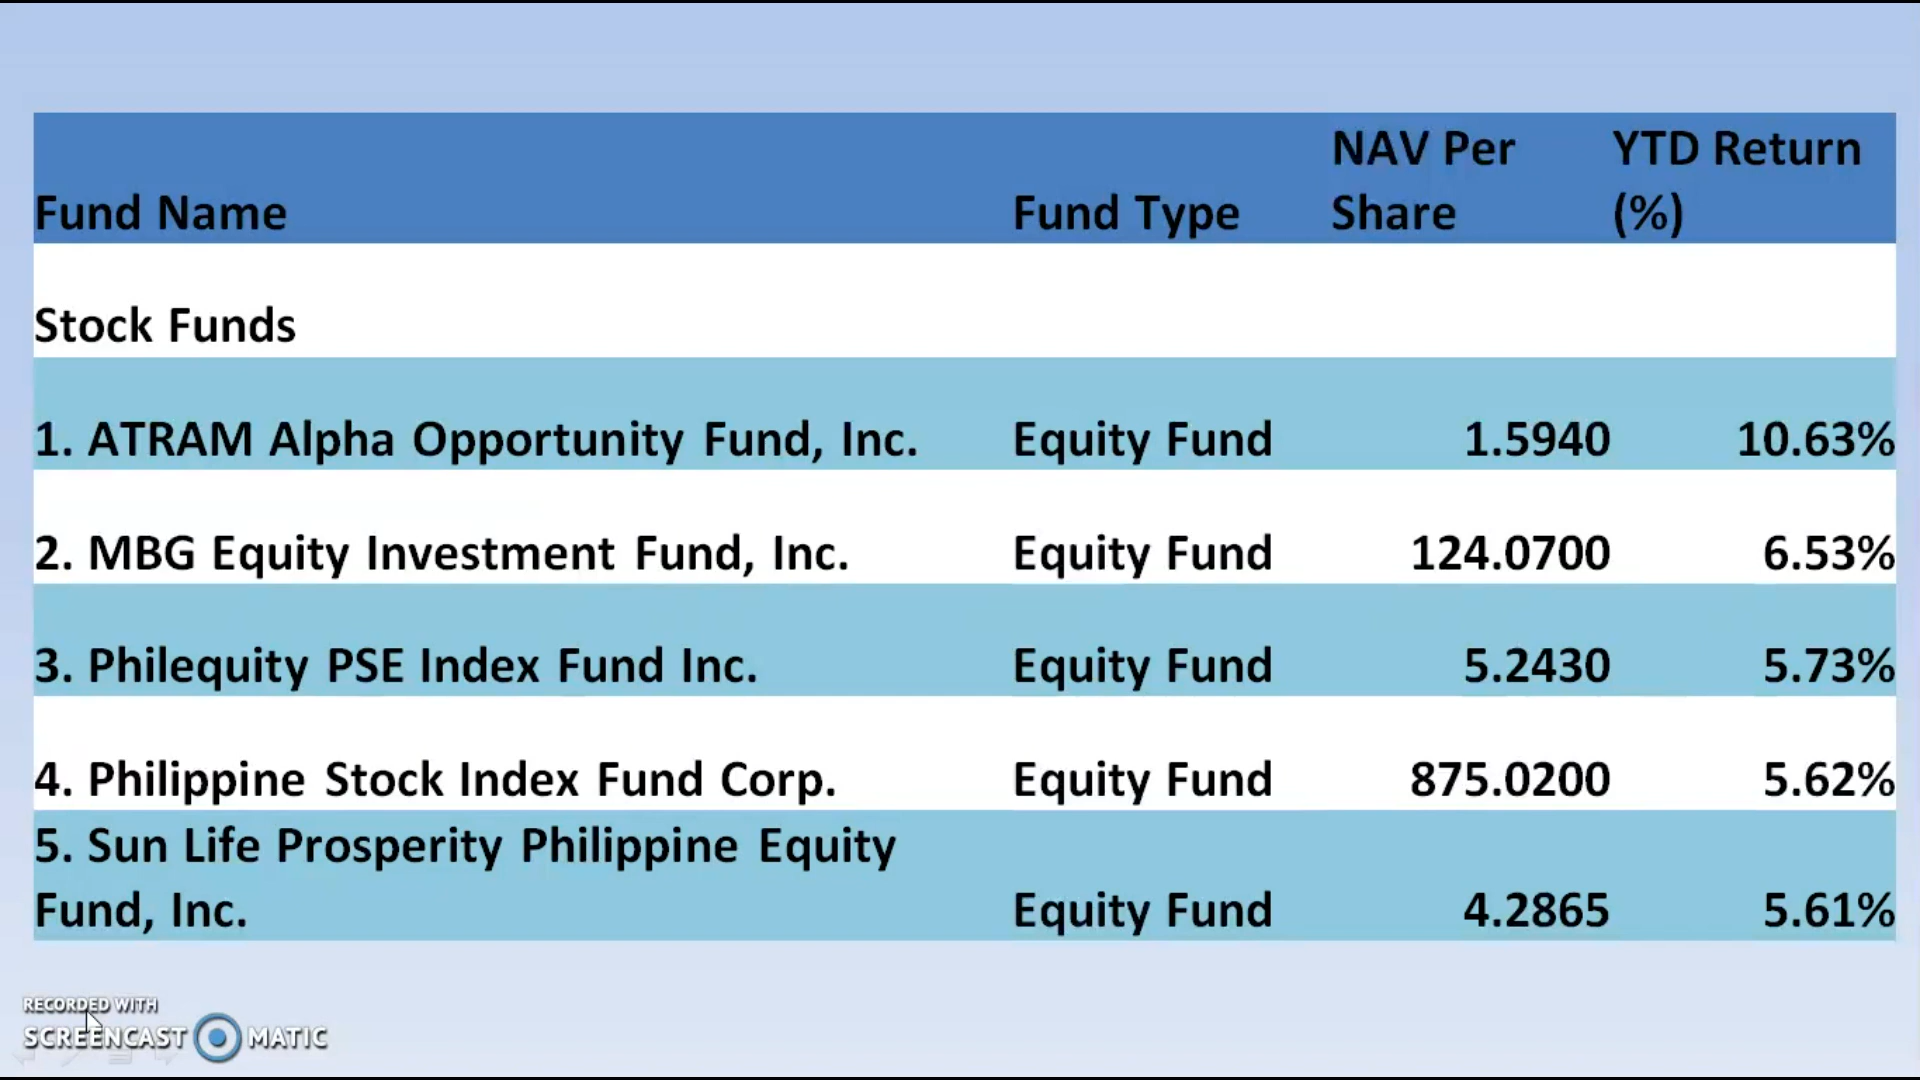 Fund Name Fund Type NAV Per Share YTD Return (%)
Stock Funds
1. ATRAM Alpha Opportunity Fund, Inc. Equity Fund 1.5940 10.63%
2. MBG Equity Investment Fund, Inc. Equity Fund 124.0700 6.53%
3. Philequity PSE Index Fund Inc. Equity Fund 5.2430 5.73%
4. Philippine Stock Index Fund Corp. Equity Fund 875.0200 5.62%
5. Sun Life Prosperity Philippine Equity
Fund, Inc. Equity Fund 4.2865 5.61%
RECORDED WITH
SCREENCAST MATIC